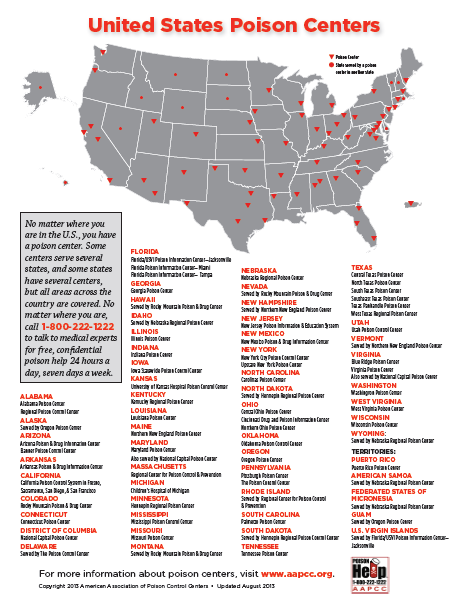 United States Poison Centers
Poison Center
State served by a poison
center in another state
No matter where you
are in the U.S., you have
a poison center. Some
centers serve several
states, and some states
have several centers,
but all areas across the
country are covered. No
matter where you are,
call 1-800-222-1222
to talk to medical experts
for free, confidential
poison help 24 hours a
day, seven days a week.
ALABAMA
Alabama Poison Center
Regional Poison Control Center
ALASKA
Served by Oregon Poison Center
ARIZONA
Arizona Poison & Drug Information Center
Banner Poison Control Center
ARKANSAS
Arkansas Poison & Drug Information Center
CALIFORNIA
California Poison Control System in Fresno,
Sacramento, San Diego, & San Francisco
COLORADO
Rocky Mountain Poison & Drug Center
CONNECTICUT
Connecticut Poison Center
DISTRICT OF COLUMBIA
National Capital Poison Center
DELAWARE
Served by The Poison Control Center
FLORIDA
Florida/USVI Poison Information Center—Jacksonville
Florida Poison Information Center— Miami
Florida Poison Information Center— Tampa
GEORGIA
Georgia Poison Center
HAWAII
Served by Rocky Mountain Poison & Drug Center
IDAHO
Served by Nebraska Regional Poison Center
ILLINOIS
Illinois Poison Center
INDIANA
Indiana Poison Center
IOWA
Iowa Statewide Poison Control Center
KANSAS
University of Kansas Hospital Poison Control Center
KENTUCKY
Kentucky Regional Poison Center
LOUISIANA
Louisiana Poison Center
MAINE
Northern New England Poison Center
MARYLAND
Maryland Poison Center
Also served by National Capital Poison Center
MASSACHUSETTS
Regional Center for Poison Control & Prevention
MICHIGAN
Children's Hospital of Michigan
MINNESOTA
Hennepin Regional Poison Center
MISSISSIPPI
Mississippi Poison Control Center
MISSOURI
Missouri Poison Center
MONTANA
Served by Rocky Mountain Poison & Drug Center
NEBRASKA
Nebraska Regional Poison Center
NEVADA
Served by Rocky Mountain Poison & Drug Center
NEW HAMPSHIRE
Served by Northern New England Poison Center
NEW JERSEY
New Jersey Poison Information & Education System
NEW MEXICO
New Mexico Poison & Drug Information Center
NEW YORK
New York City Poison Control Center
Upstate New York Poison Center
NORTH CAROLINA
Carolinas Poison Center
NORTH DAKOTA
Served by Hennepin Regional Poison Center
OHIO
Central Ohio Poison Center
Cincinnati Drug and Poison Information Center
Northern Ohio Poison Center
OKLAHOMA
Oklahoma Poison Control Center
OREGON
Oregon Poison Center
PENNSYLVANIA
Pittsburgh Poison Center
The Poison Control Center
RHODE ISLAND
Served by Regional Center for Poison Control
& Prevention
SOUTH CAROLINA
Palmetto Poison Center
SOUTH DAKOTA
Served by Hennepin Regional Poison Center
TENNESSEE
Tennessee Poison Center
TEXAS
Central Texas Poison Center
North Texas Poison Center
South Texas Poison Center
Southeast Texas Poison Center
Texas Panhandle Poison Center
West Texas Regional Poison Center
UTAH
Utah Poison Control Center
VERMONT
Served by Northern New England Poison Center
VIRGINIA
Blue Ridge Poison Center
Virginia Poison Center
Also served by National Capital Poison Center
WASHINGTON
Washington Poison Center
WEST VIRGINIA
West Virginia Poison Center
WISCONSIN
Wisconsin Poison Center
WYOMING:
Served by Nebraska Regional Poison Center
TERRITORIES:
PUERTO RICO
Puerto Rico Poison Center
AMERICAN SAMOA
Served by Nebraska Regional Poison Center
FEDERATED STATES OF
MICRONESIA
Served by Nebraska Regional Poison Center
GUAM
Served by Oregon Poison Center
U.S. VIRGIN ISLANDS
Served by Florida/USVI Poison Information Center—
Jacksonville
For more information about poison centers, visit www.aapcc.org.
Copyright 2013 American Association of Poison Control Centers • Updated August 2013
POISON
Help
1-800-222-1222
AAPCC